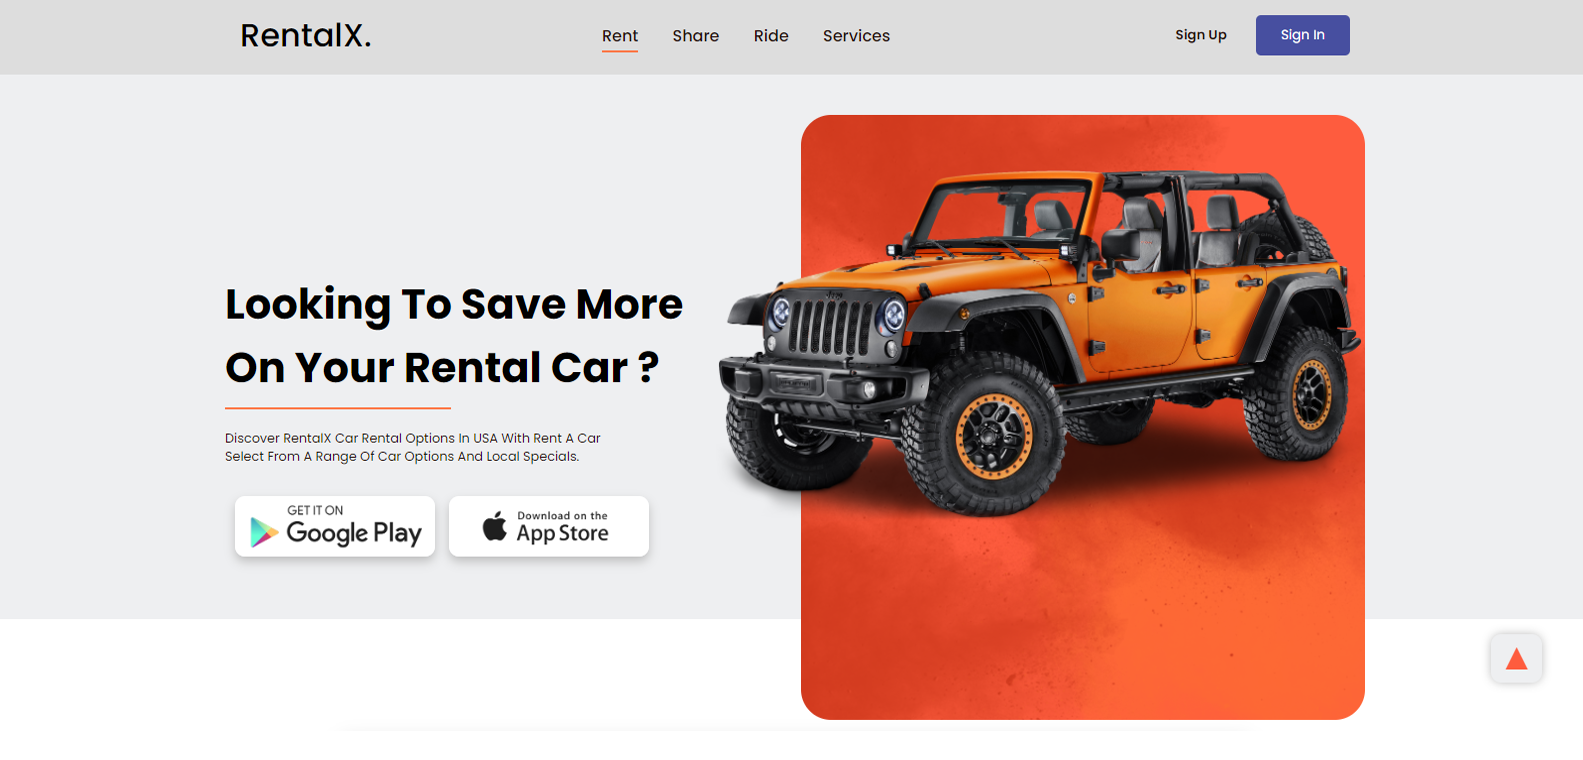 RentalX.
Rent
Share
Ride
Services
Sign Up
Sign In
Looking To Save More
On Your Rental Car ?
Discover RentalX Car Rental Options In USA With Rent A Car
Select From A Range Of Car Options And Local Specials.
GET IT ON
Google Play
Download on the
App Store